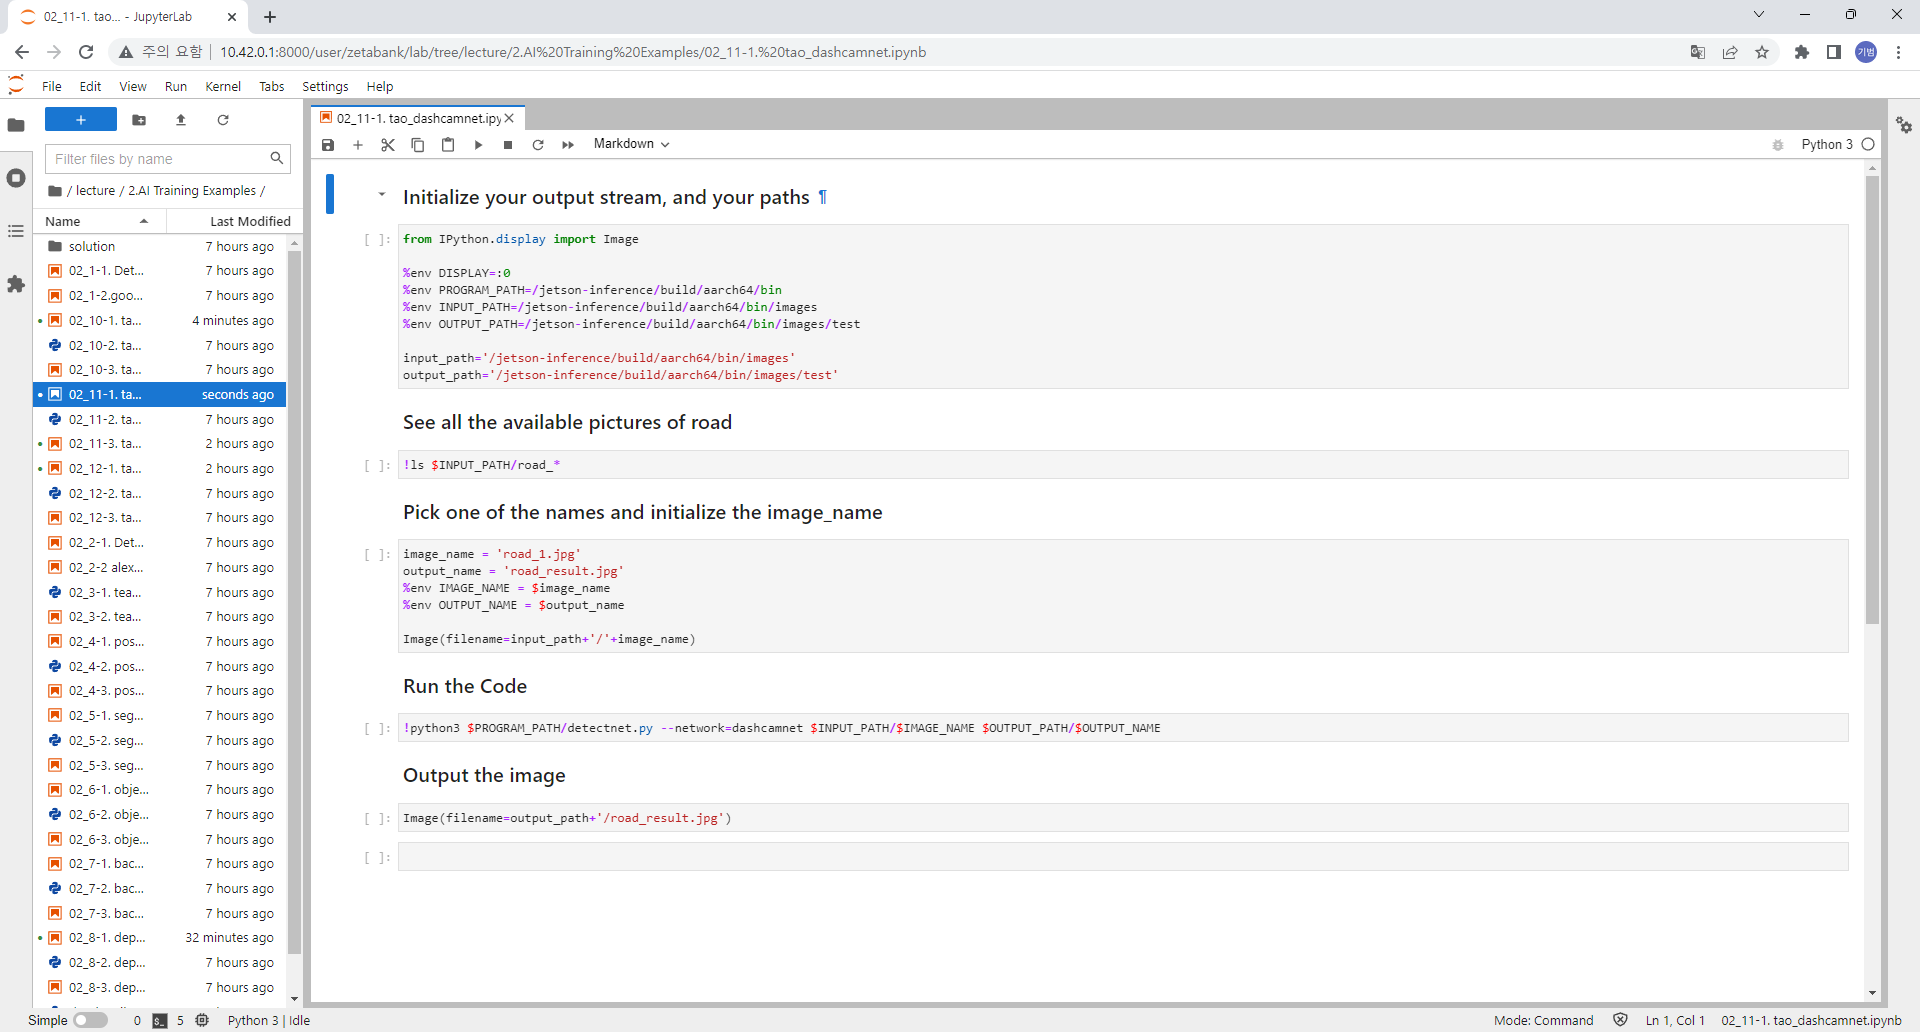 02_11-1. tao... - JupyterLab
주의 요함
10.42.0.1:8000/user/zetabank/lab/tree/lecture/2.AI%20Training%20Examples/02_11-1.%20tao_dashcamnet.ipynb
기범
File Edit View Run Kernel Tabs Settings Help
Filter files by name
/ lecture / 2.AI Training Examples /
Name Last Modified
solution 7 hours ago
02_1-1. Det... 7 hours ago
02_1-2.goo... 7 hours ago
02_10-1. ta... 4 minutes ago
02_10-2. ta... 7 hours ago
02_10-3. ta... 7 hours ago
02_11-1. ta... seconds ago
02_11-2. ta... 7 hours ago
02_11-3. ta... 2 hours ago
02_12-1. ta... 2 hours ago
02_12-2. ta... 7 hours ago
02_12-3. ta... 7 hours ago
02_2-1. Det... 7 hours ago
02_2-2 alex... 7 hours ago
02_3-1. tea... 7 hours ago
02_3-2. tea... 7 hours ago
02_4-1. pos... 7 hours ago
02_4-2. pos... 7 hours ago
02_4-3. pos... 7 hours ago
02_5-1. seg... 7 hours ago
02_5-2. seg... 7 hours ago
02_5-3. seg... 7 hours ago
02_6-1. obje... 7 hours ago
02_6-2. obje... 7 hours ago
02_6-3. obje... 7 hours ago
02_7-1. bac... 7 hours ago
02_7-2. bac... 7 hours ago
02_7-3. bac... 7 hours ago
02_8-1. dep... 32 minutes ago
02_8-2. dep... 7 hours ago
02_8-3. dep... 7 hours ago
02_11-1. tao_dashcamnet.ipy
Markdown
Python 3
Initialize your output stream, and your paths ¶
[ ]: from IPython.display import Image
%env DISPLAY=:0
%env PROGRAM_PATH=/jetson-inference/build/aarch64/bin
%env INPUT_PATH=/jetson-inference/build/aarch64/bin/images
%env OUTPUT_PATH=/jetson-inference/build/aarch64/bin/images/test
input_path='/jetson-inference/build/aarch64/bin/images'
output_path='/jetson-inference/build/aarch64/bin/images/test'
See all the available pictures of road
[ ]: !ls $INPUT_PATH/road_*
Pick one of the names and initialize the image_name
[ ]: image_name = 'road_1.jpg'
output_name = 'road_result.jpg'
%env IMAGE_NAME = $image_name
%env OUTPUT_NAME = $output_name
Image(filename=input_path+'/'+image_name)
Run the Code
[ ]: !python3 $PROGRAM_PATH/detectnet.py --network=dashcamnet $INPUT_PATH/$IMAGE_NAME $OUTPUT_PATH/$OUTPUT_NAME
Output the image
[ ]: Image(filename=output_path+'/road_result.jpg')
[ ]:
Simple 0 5 Python 3 | Idle
Mode: Command Ln 1, Col 1 02_11-1. tao_dashcamnet.ipynb